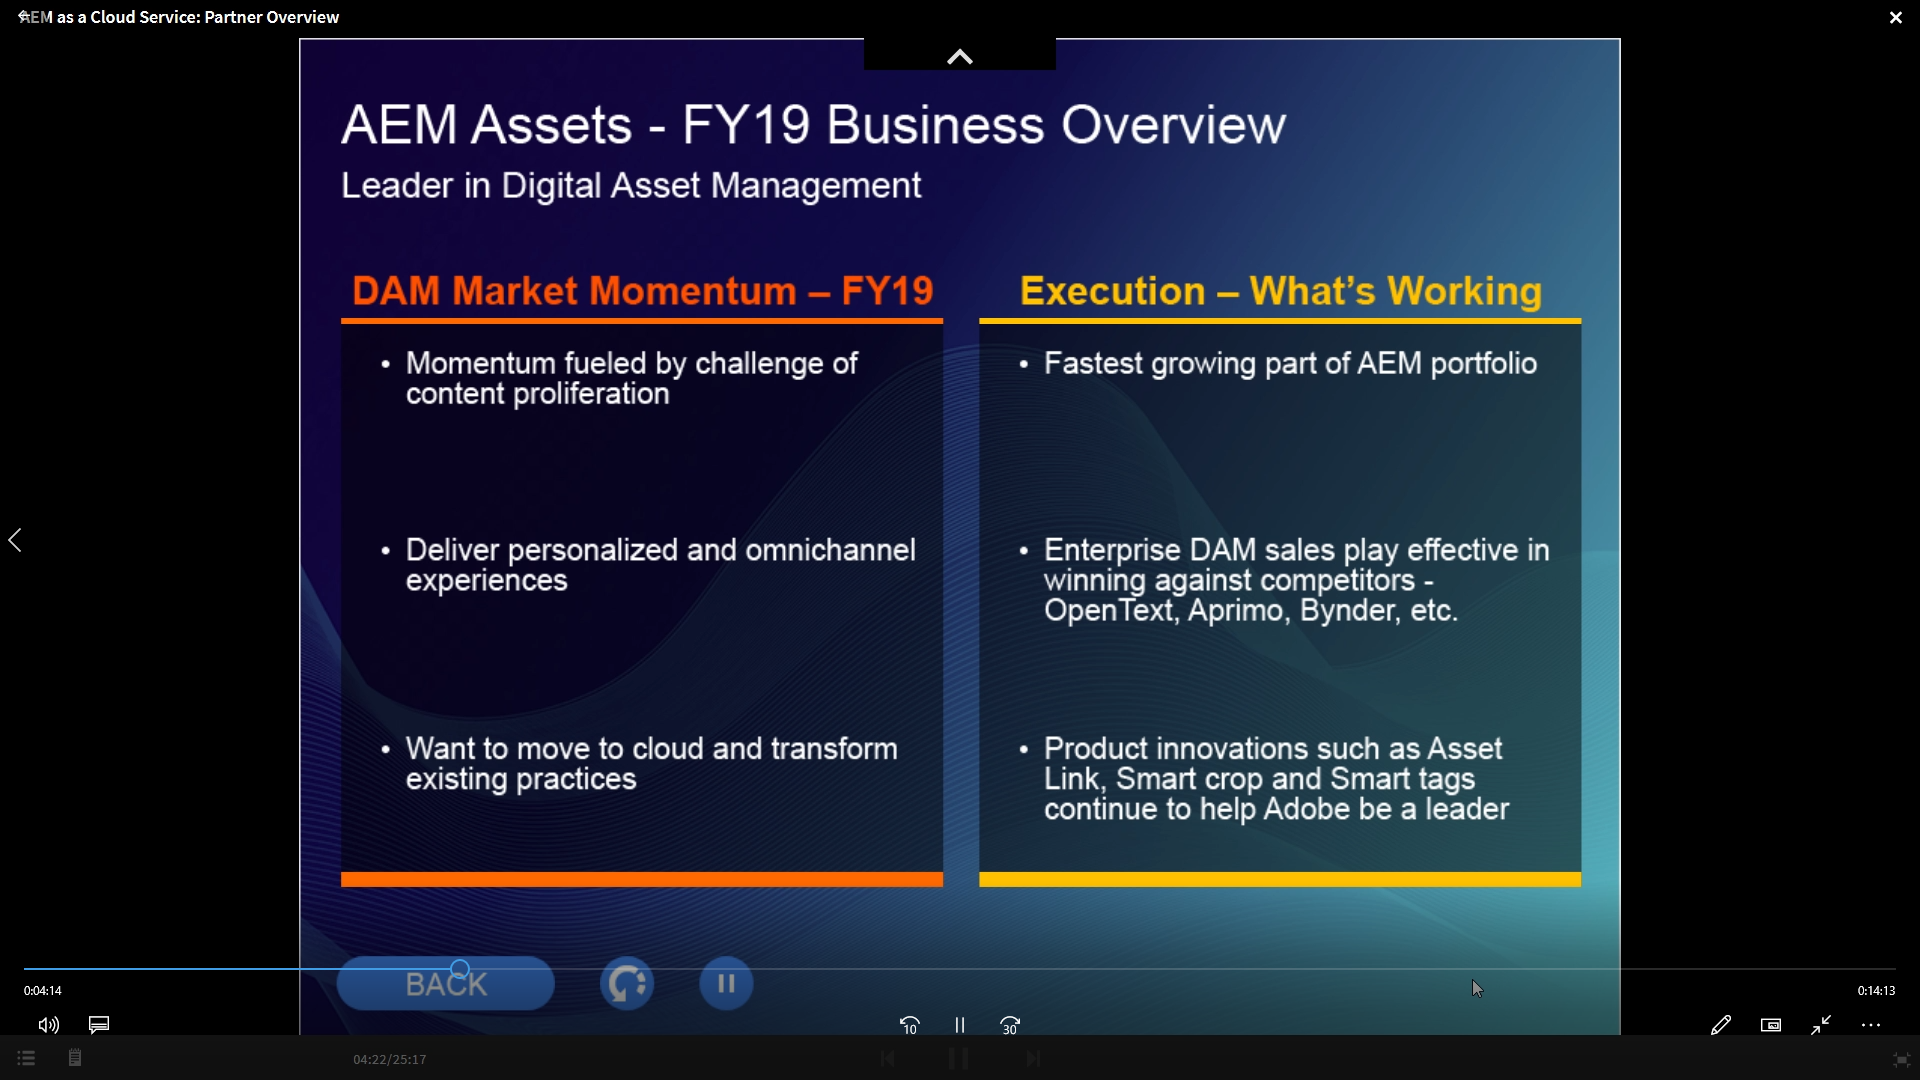 AEM as a Cloud Service: Partner Overview
AEM Assets - FY19 Business Overview
Leader in Digital Asset Management
DAM Market Momentum – FY19
• Momentum fueled by challenge of
content proliferation
• Deliver personalized and omnichannel
experiences
• Want to move to cloud and transform
existing practices
Execution – What's Working
• Fastest growing part of AEM portfolio
• Enterprise DAM sales play effective in
winning against competitors -
OpenText, Aprimo, Bynder, etc.
• Product innovations such as Asset
Link, Smart crop and Smart tags
continue to help Adobe be a leader
BACK
0:04:14
0:14:13
10
30
04:22/25:17